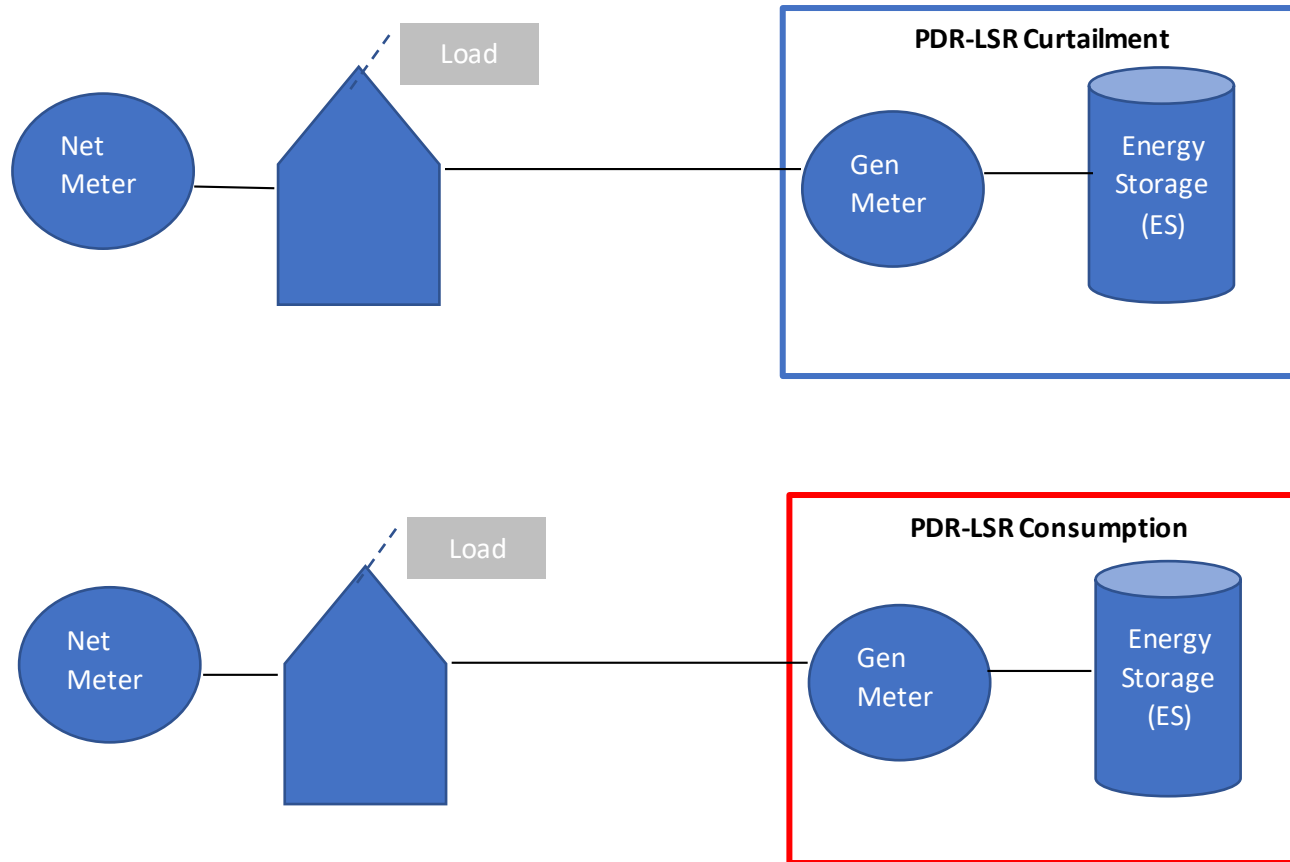 Load
PDR-LSR Curtailment
Net
Meter
Gen
Meter
Energy
Storage
(ES)
Load
PDR-LSR Consumption
Net
Meter
Gen
Meter
Energy
Storage
(ES)